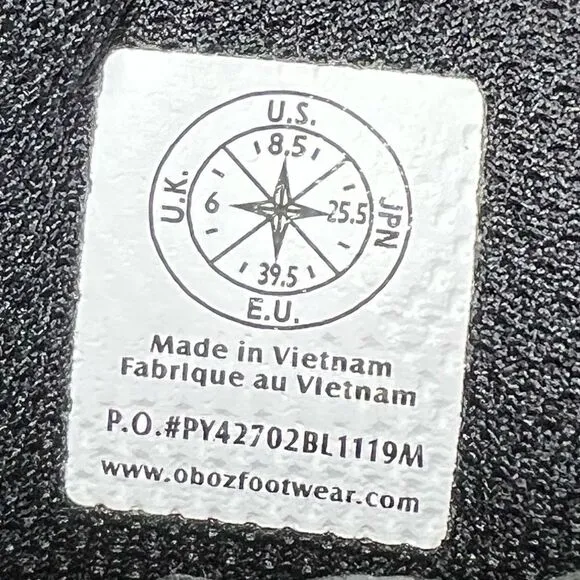 U.S.
8.5
U.K.
6
25.5
JPN
39.5
E.U.
Made in Vietnam
Fabrique au Vietnam
P.O.#PY42702BL1119M
www.obozfootwear.com